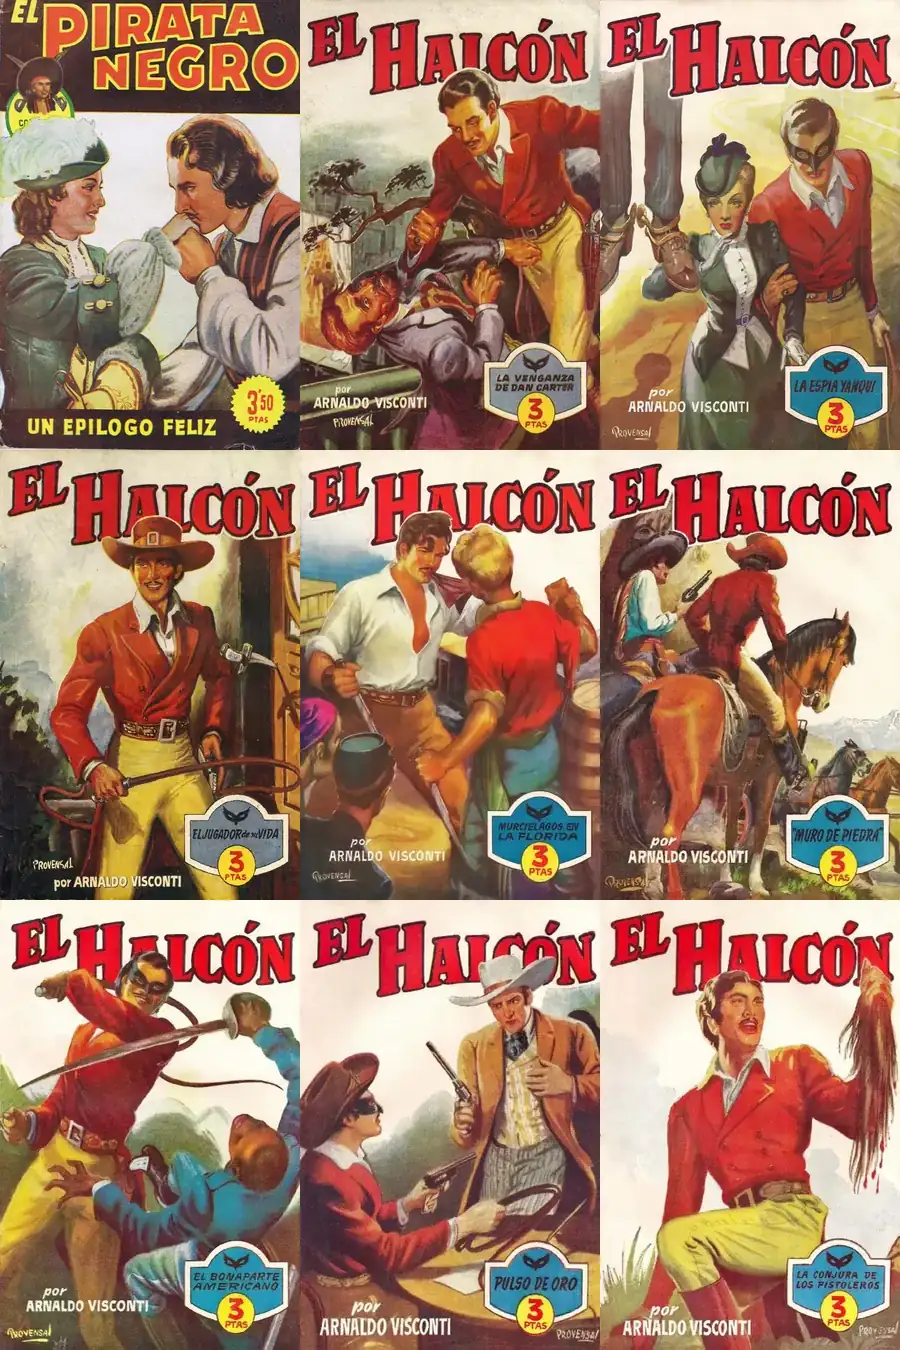 EL
PIRATA
NEGRO
UN EPILOGO FELIZ
3'50
PTAS
EL HALCÓN
LA VENGANZA
DE DAN CARTER
3
PTAS
por
ARNALDO VISCONTI
PROVENSAL
EL HALCÓN
LA ESPIA YANQUI
3
PTAS
por
ARNALDO VISCONTI
PROVENSAL
EL HALCÓN
EL JUGADOR de su VIDA
3
PTAS
PROVENSAL
por ARNALDO VISCONTI
EL HALCÓN
MURCIELAGOS EN
LA FLORIDA
3
PTAS
por
ARNALDO VISCONTI
PROVENSAL
EL HALCÓN
"MURO DE PIEDRA"
3
PTAS
por
ARNALDO VISCONTI
PROVENSAL
EL HALCÓN
EL BONAPARTE
AMERICANO
3
PTAS
por
ARNALDO VISCONTI
PROVENSAL
EL HALCÓN
PULSO DE ORO
3
PTAS
por
ARNALDO VISCONTI
PROVENSAL
EL HALCÓN
LA CONJURA DE
LOS PISTOLEROS
3
PTAS
por
ARNALDO VISCONTI
PROVENSAL